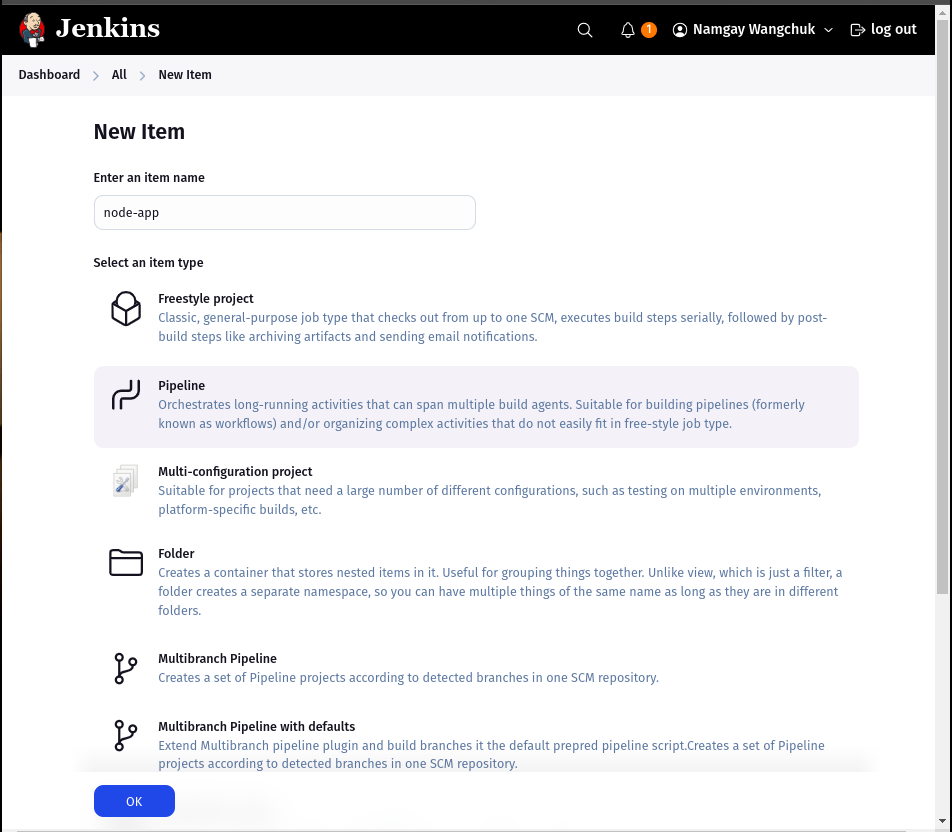 Jenkins
1
Namgay Wangchuk
log out
Dashboard
All
New Item
New Item
Enter an item name
node-app
Select an item type
Freestyle project
Classic, general-purpose job type that checks out from up to one SCM, executes build steps serially, followed by post-
build steps like archiving artifacts and sending email notifications.
Pipeline
Orchestrates long-running activities that can span multiple build agents. Suitable for building pipelines (formerly
known as workflows) and/or organizing complex activities that do not easily fit in free-style job type.
Multi-configuration project
Suitable for projects that need a large number of different configurations, such as testing on multiple environments,
platform-specific builds, etc.
Folder
Creates a container that stores nested items in it. Useful for grouping things together. Unlike view, which is just a filter, a
folder creates a separate namespace, so you can have multiple things of the same name as long as they are in different
folders.
Multibranch Pipeline
Creates a set of Pipeline projects according to detected branches in one SCM repository.
Multibranch Pipeline with defaults
Extend Multibranch pipeline plugin and build branches it the default prepred pipeline script.Creates a set of Pipeline
projects according to detected branches in one SCM repository.
OK